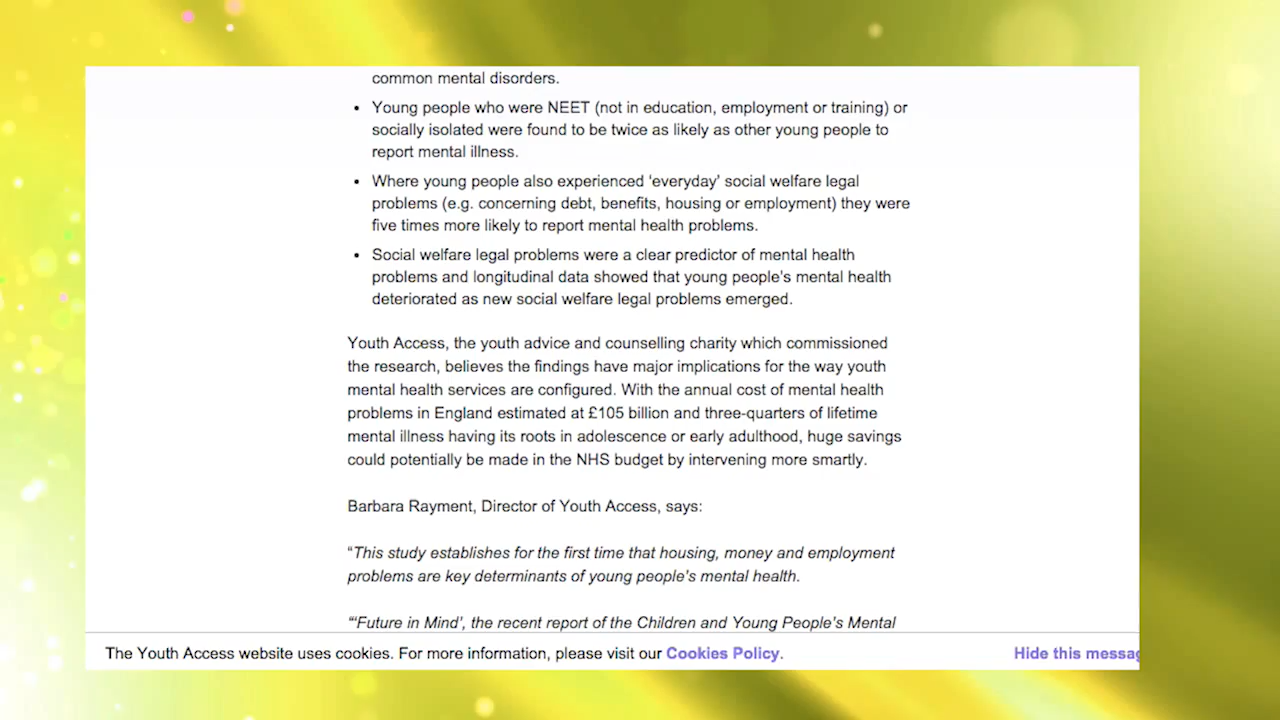 common mental disorders.
• Young people who were NEET (not in education, employment or training) or
socially isolated were found to be twice as likely as other young people to
report mental illness.
• Where young people also experienced ‘everyday’ social welfare legal
problems (e.g. concerning debt, benefits, housing or employment) they were
five times more likely to report mental health problems.
• Social welfare legal problems were a clear predictor of mental health
problems and longitudinal data showed that young people’s mental health
deteriorated as new social welfare legal problems emerged.
Youth Access, the youth advice and counselling charity which commissioned
the research, believes the findings have major implications for the way youth
mental health services are configured. With the annual cost of mental health
problems in England estimated at £105 billion and three-quarters of lifetime
mental illness having its roots in adolescence or early adulthood, huge savings
could potentially be made in the NHS budget by intervening more smartly.
Barbara Rayment, Director of Youth Access, says:
“This study establishes for the first time that housing, money and employment
problems are key determinants of young people’s mental health.
“‘Future in Mind’, the recent report of the Children and Young People’s Mental
The Youth Access website uses cookies. For more information, please visit our Cookies Policy.
Hide this messag